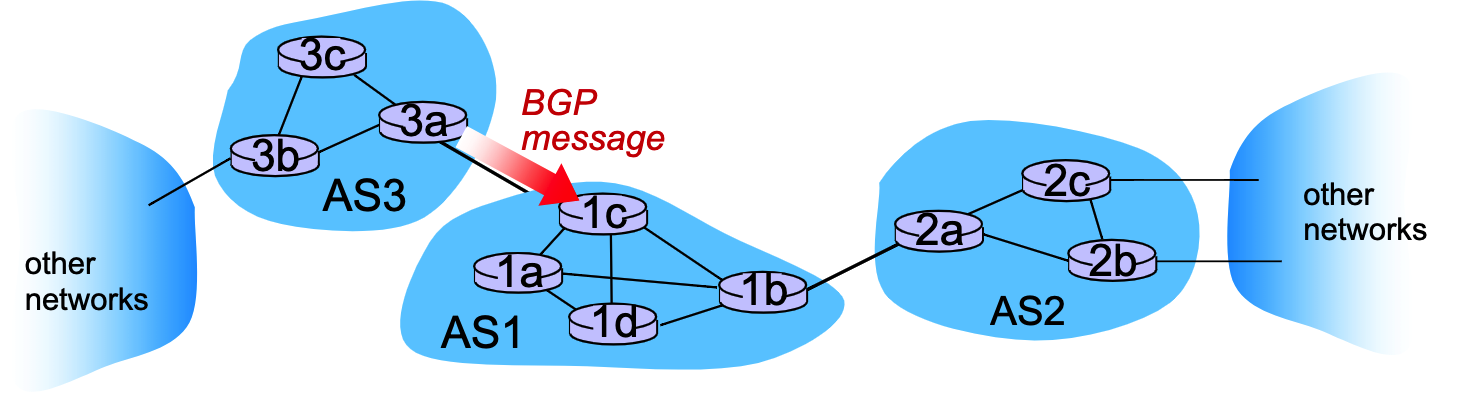 3c
3a
3b
AS3
BGP
message
other
networks
1c
1a
1b
1d
AS1
2c
2a
2b
AS2
other
networks